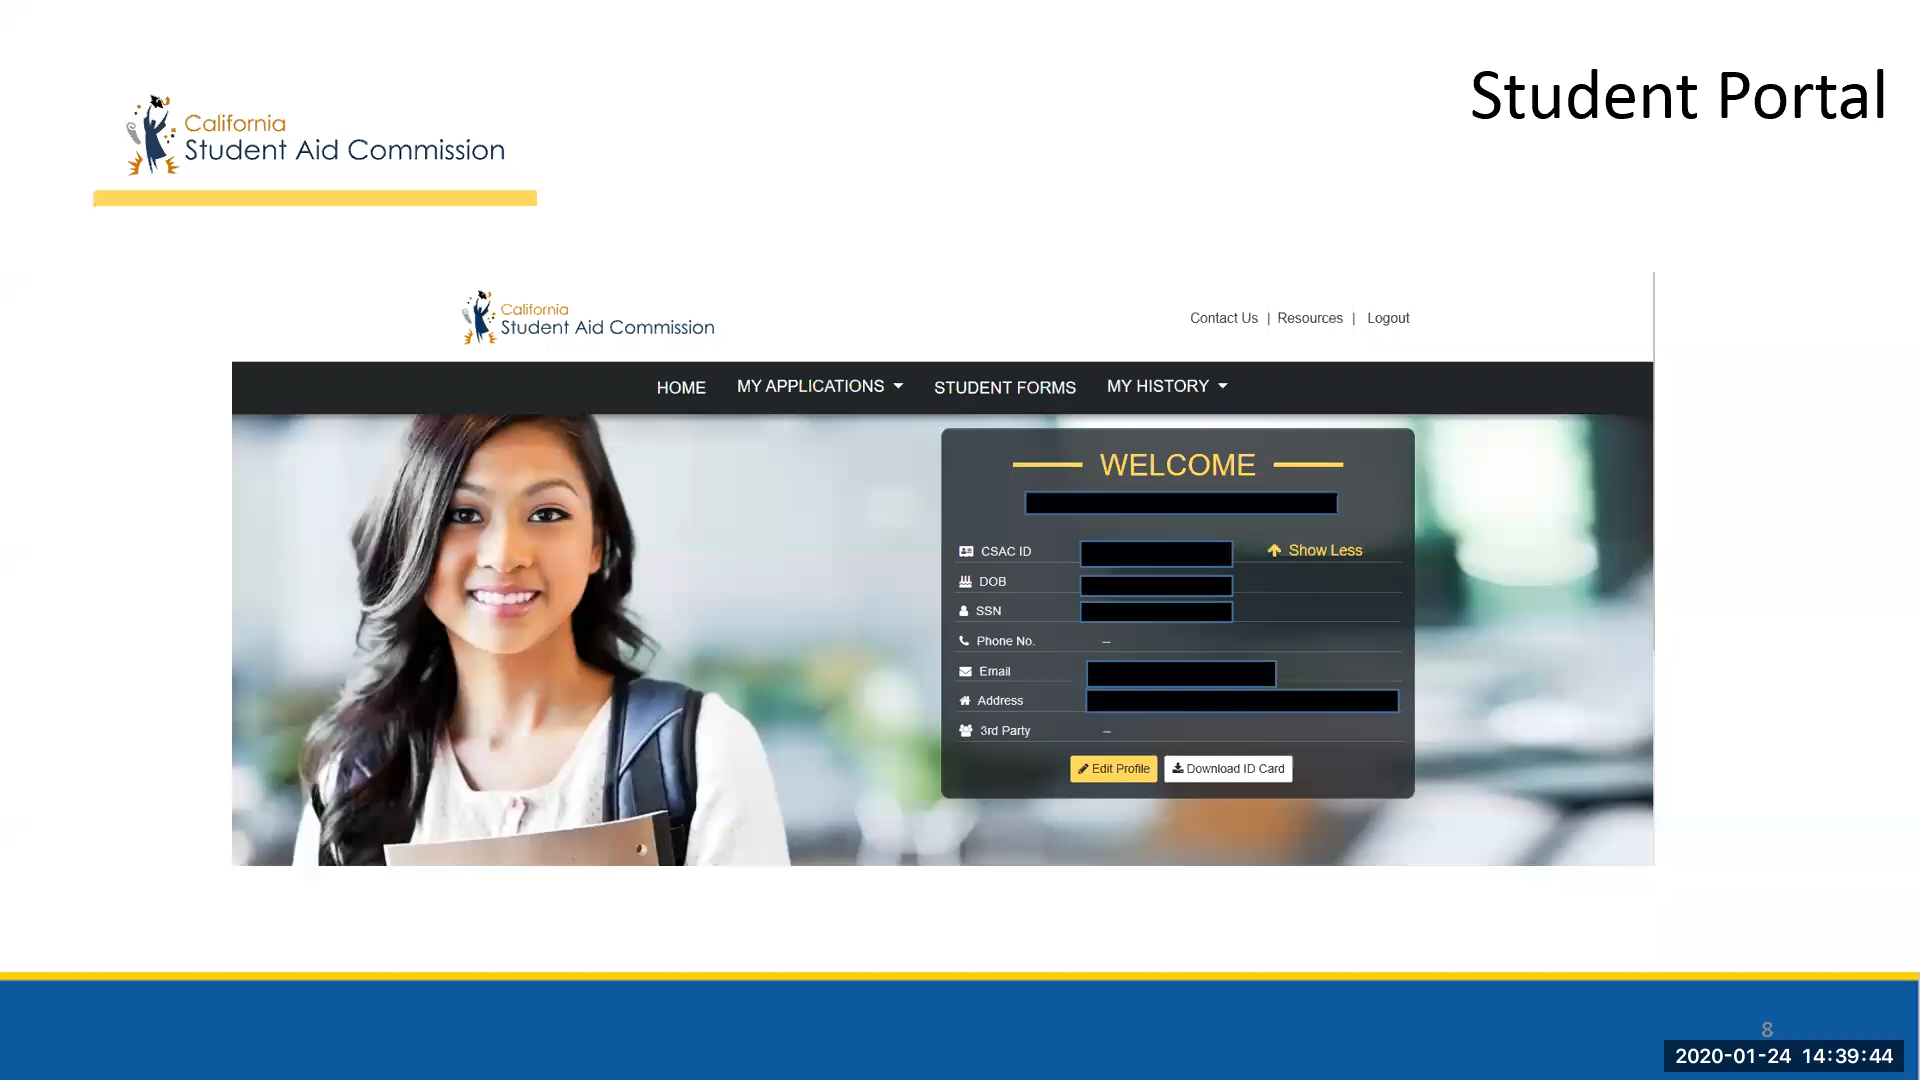 Student Portal
California
Student Aid Commission
California
Student Aid Commission
Contact Us | Resources | Logout
HOME MY APPLICATIONS STUDENT FORMS MY HISTORY
WELCOME
CSAC ID
Show Less
DOB
SSN
Phone No. --
Email
Address
3rd Party --
Edit Profile Download ID Card
8
2020-01-24 14:39:44